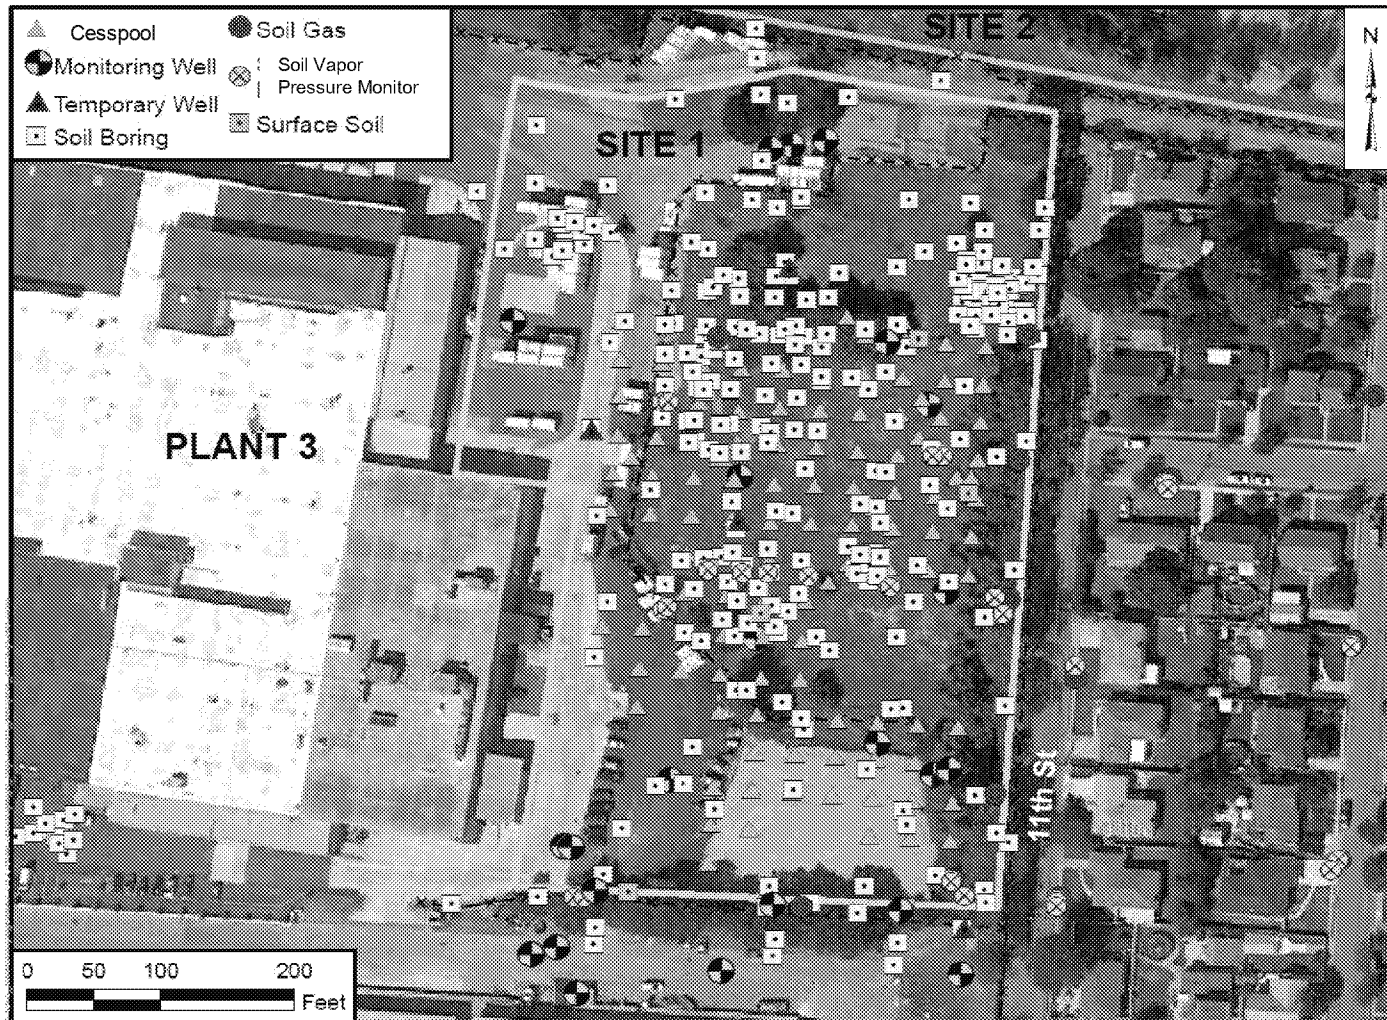 Cesspool
Monitoring Well
Temporary Well
Soil Boring
Soil Gas
Soil Vapor
Pressure Monitor
Surface Soil
SITE 2
N
SITE 1
PLANT 3
11th St
0 50 100 200
Feet